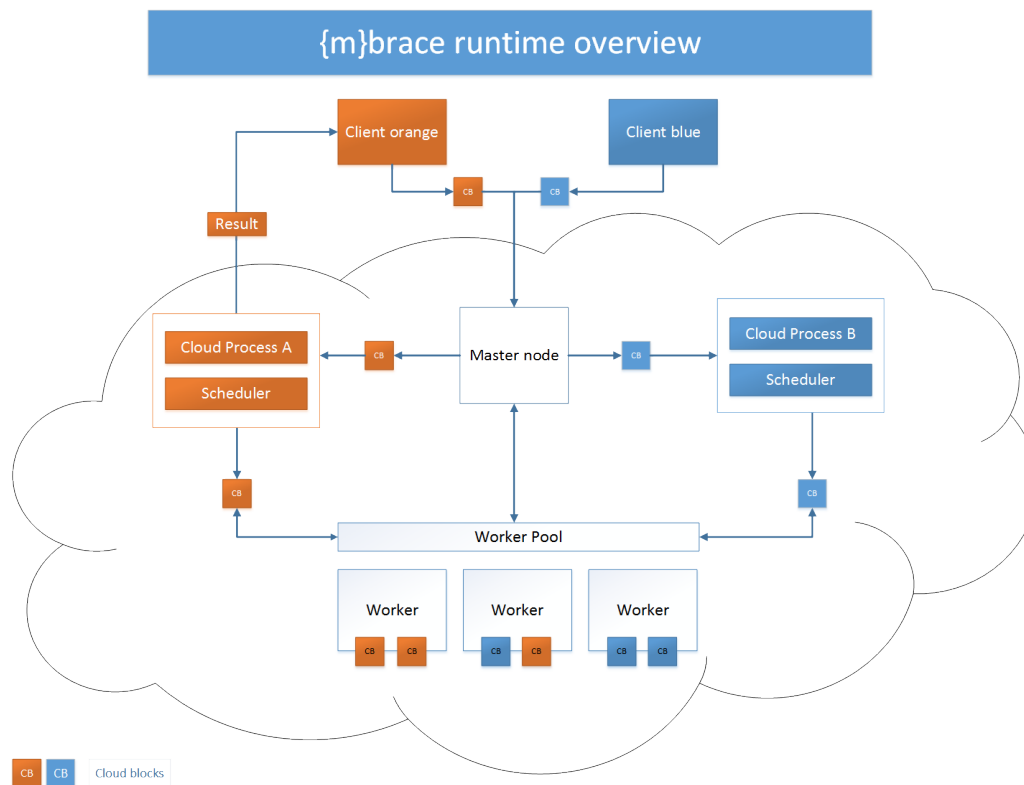 {m}brace runtime overview
Client orange
Client blue
CB
CB
Result
Cloud Process A
Scheduler
CB
Master node
CB
Cloud Process B
Scheduler
CB
CB
Worker Pool
Worker
Worker
Worker
CB
CB
CB
CB
CB
CB
CB
CB
Cloud blocks